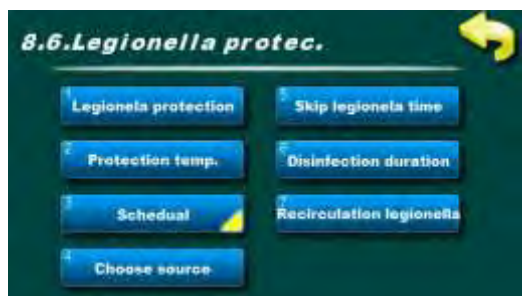 8.6.Legionella protec.
1
Legionela protection
2
Protection temp.
3
Schedual
4
Choose source
5
Skip legionela time
6
Disinfection duration
7
Recirculation legionella